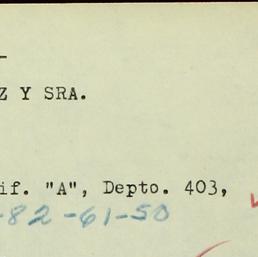 Z Y SRA.
if. "A", Depto. 403,
-82-61-50